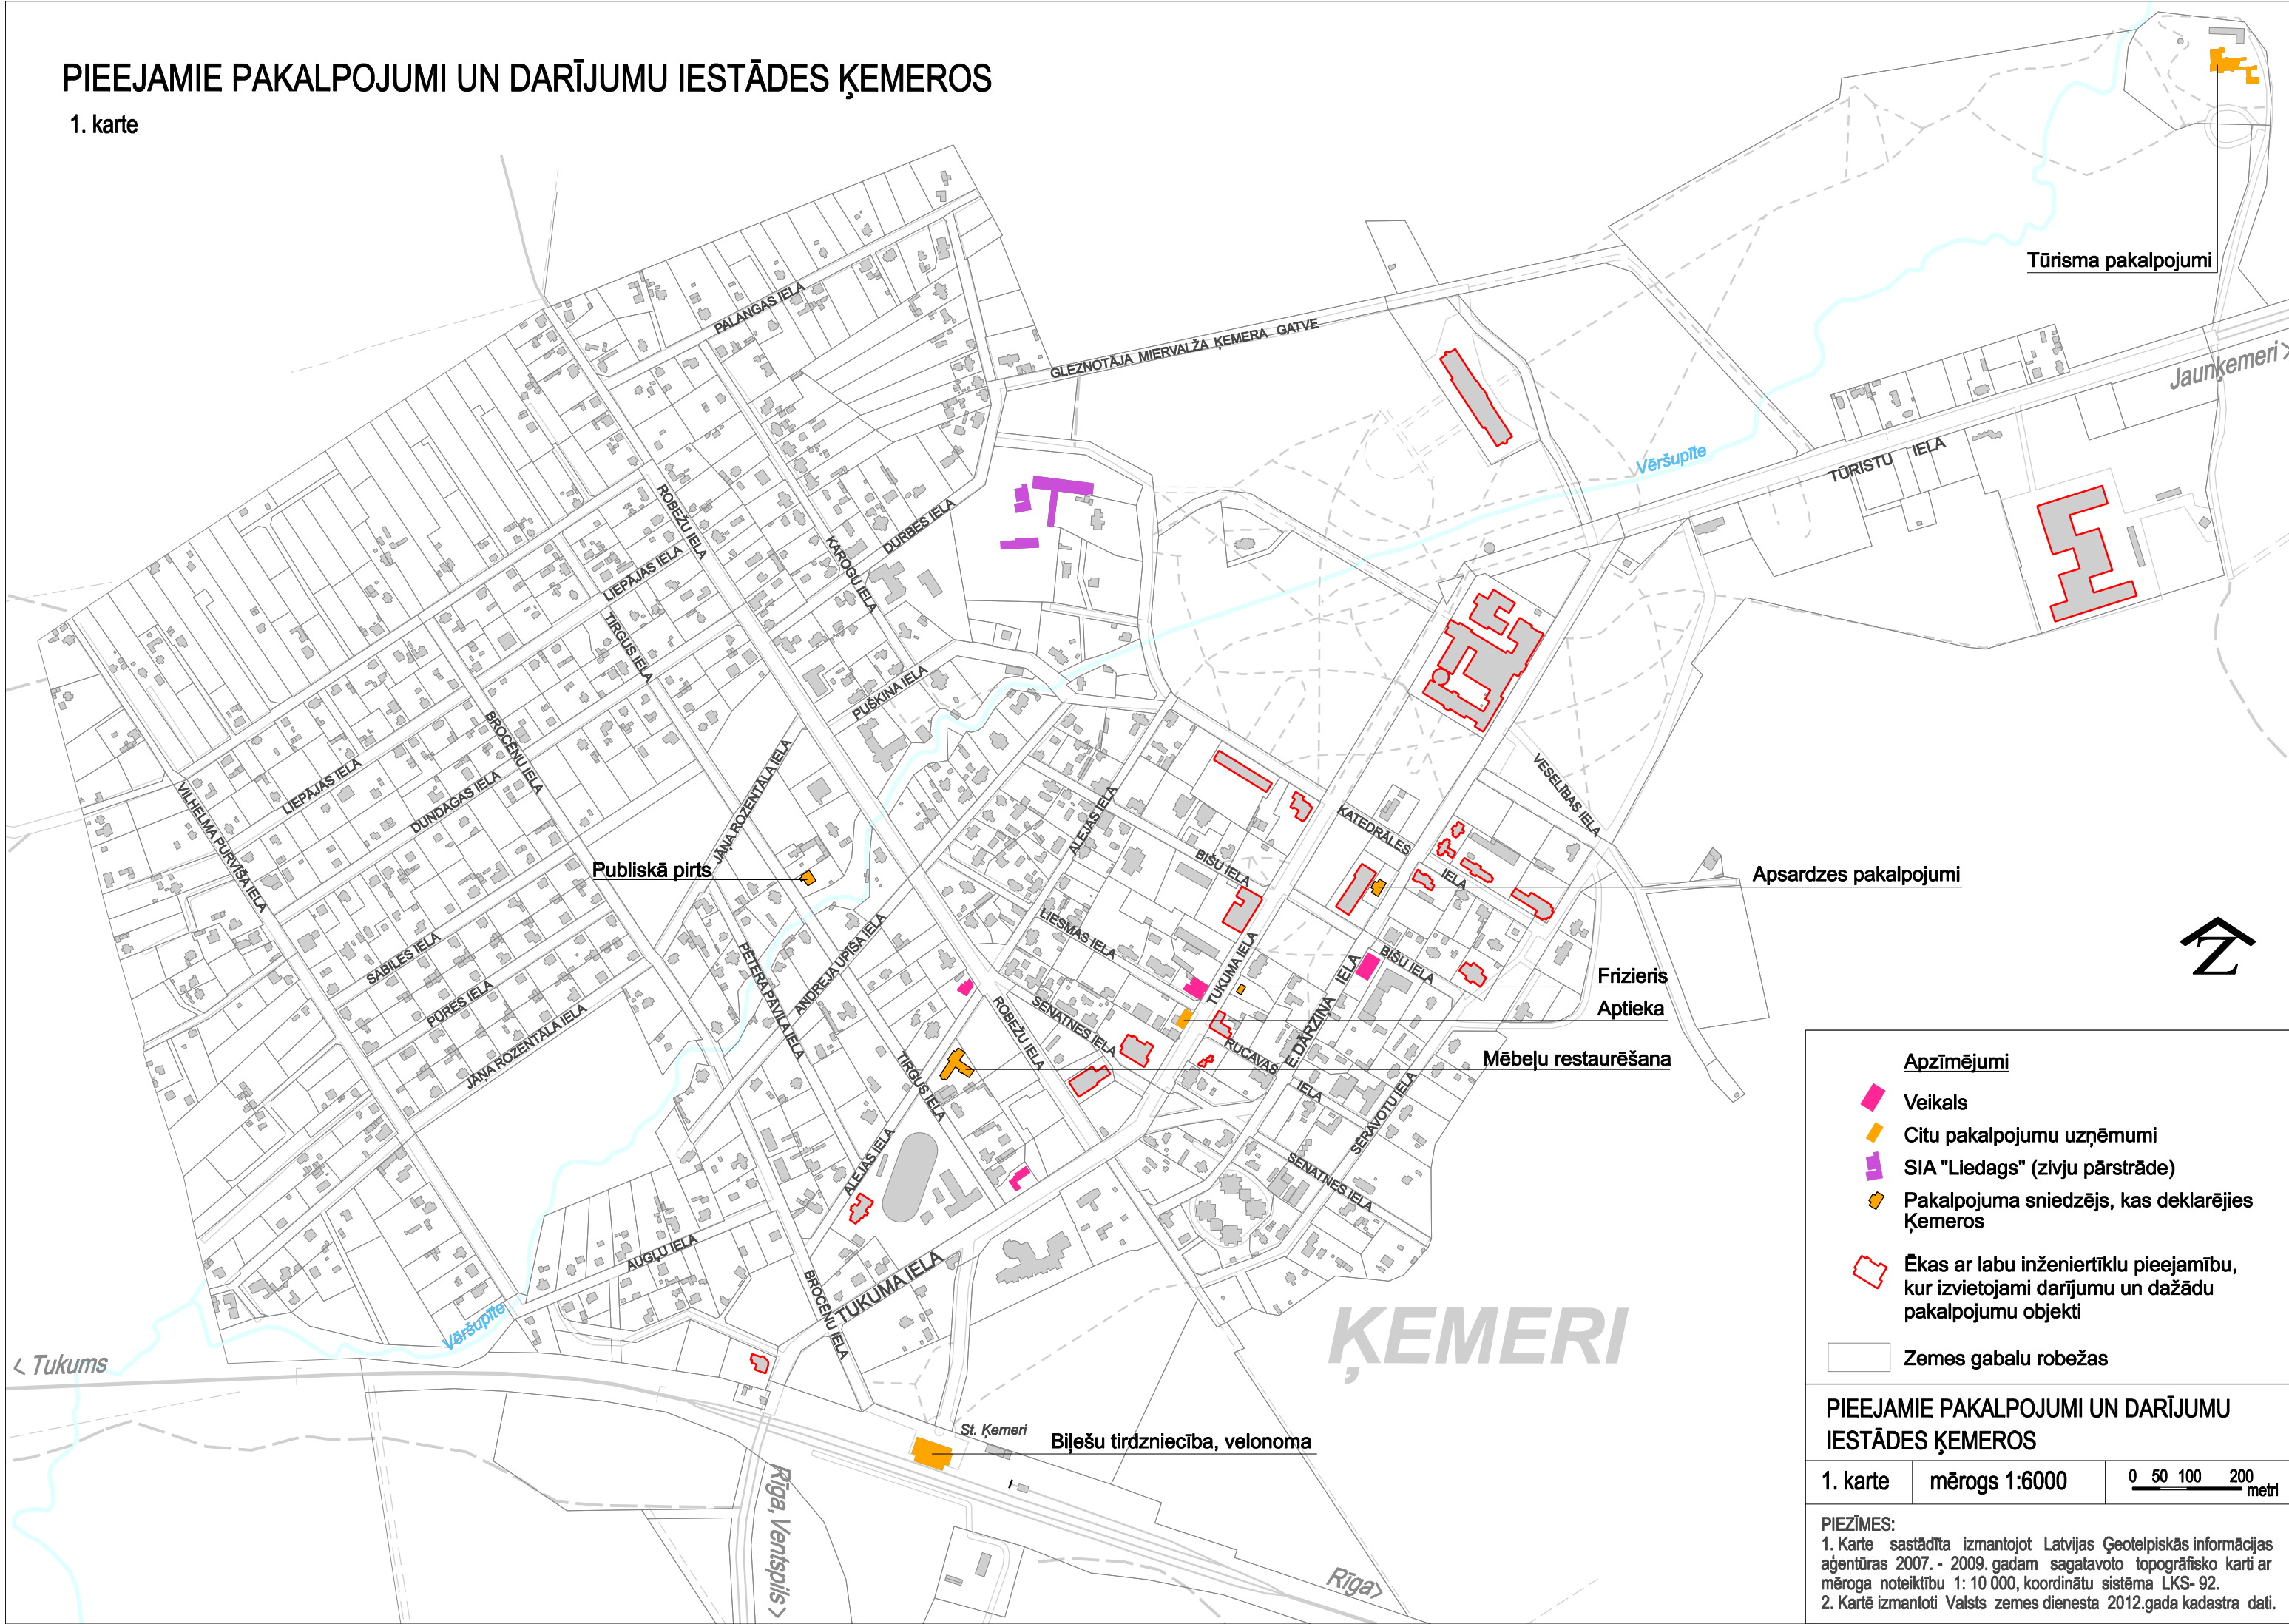 PIEEJAMIE PAKALPOJUMI UN DARĪJUMU IESTĀDES ĶEMEROS
1. karte
Tūrisma pakalpojumi
Jaunķemeri >
PALANGAS IELA
GLEZNOTĀJA MIERVALŽA ĶEMERA GATVE
Vēršupīte
TŪRISTU IELA
ROBEŽU IELA
KAROGU IELA
DURBES IELA
LIEPĀJAS IELA
TIRGUS IELA
PUŠKINA IELA
BROCĒNU IELA
JĀŅA ROZENTĀLA IELA
VILHELMA PURVĪŠA IELA
LIEPĀJAS IELA
DUNDAGAS IELA
VESELĪBAS IELA
ALEJAS IELA
KATEDRĀLES
IELA
BIŠU IELA
Publiskā pirts
Apsardzes pakalpojumi
LIESMAS IELA
SABILES IELA
PĒTERA PĀVILA IELA
ANDREJA UPĪŠA IELA
TUKUMA IELA
BIŠU IELA
E.DĀRZIŅA IELA
Frizieris
Aptieka
PŪRES IELA
JĀŅA ROZENTĀLA IELA
ROBEŽU IELA
SENATNES IELA
RUCAVAS
IELA
Mēbeļu restaurēšana
TIRGUS IELA
SĒRAVOTU IELA
ALEJAS IELA
SENATNES IELA
AUGĻU IELA
BROCĒNU IELA
TUKUMA IELA
Vēršupīte
ĶEMERI
< Tukums
St. Ķemeri
Biļešu tirdzniecība, velonoma
Rīga, Ventspils >
Rīga>
Z
Apzīmējumi
Veikals
Citu pakalpojumu uzņēmumi
SIA "Liedags" (zivju pārstrāde)
Pakalpojuma sniedzējs, kas deklarējies
Ķemeros
Ēkas ar labu inženiertīklu pieejamību,
kur izvietojami darījumu un dažādu
pakalpojumu objekti
Zemes gabalu robežas
PIEEJAMIE PAKALPOJUMI UN DARĪJUMU
IESTĀDES ĶEMEROS
1. karte mērogs 1:6000 0 50 100 200
metri
PIEZĪMES:
1. Karte sastādīta izmantojot Latvijas Ģeotelpiskās informācijas
aģentūras 2007. - 2009. gadam sagatavoto topogrāfisko karti ar
mēroga noteiktību 1: 10 000, koordinātu sistēma LKS- 92.
2. Kartē izmantoti Valsts zemes dienesta 2012.gada kadastra dati.